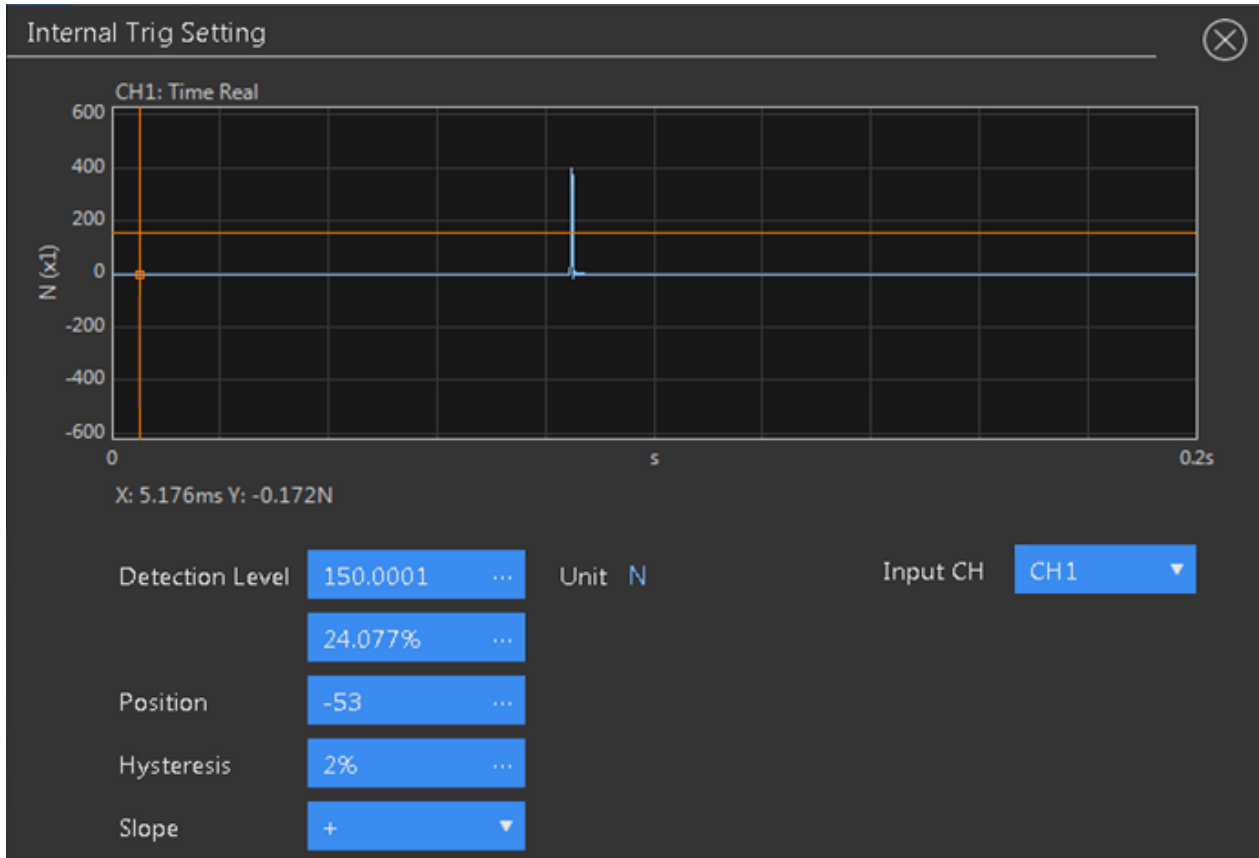 Internal Trig Setting
CH1: Time Real
600
400
200
0
-200
-400
-600
N (x1)
0 s 0.2s
X: 5.176ms Y: -0.172N
Detection Level 150.0001 ... Unit N Input CH CH1
24.077% ...
Position -53 ...
Hysteresis 2% ...
Slope +